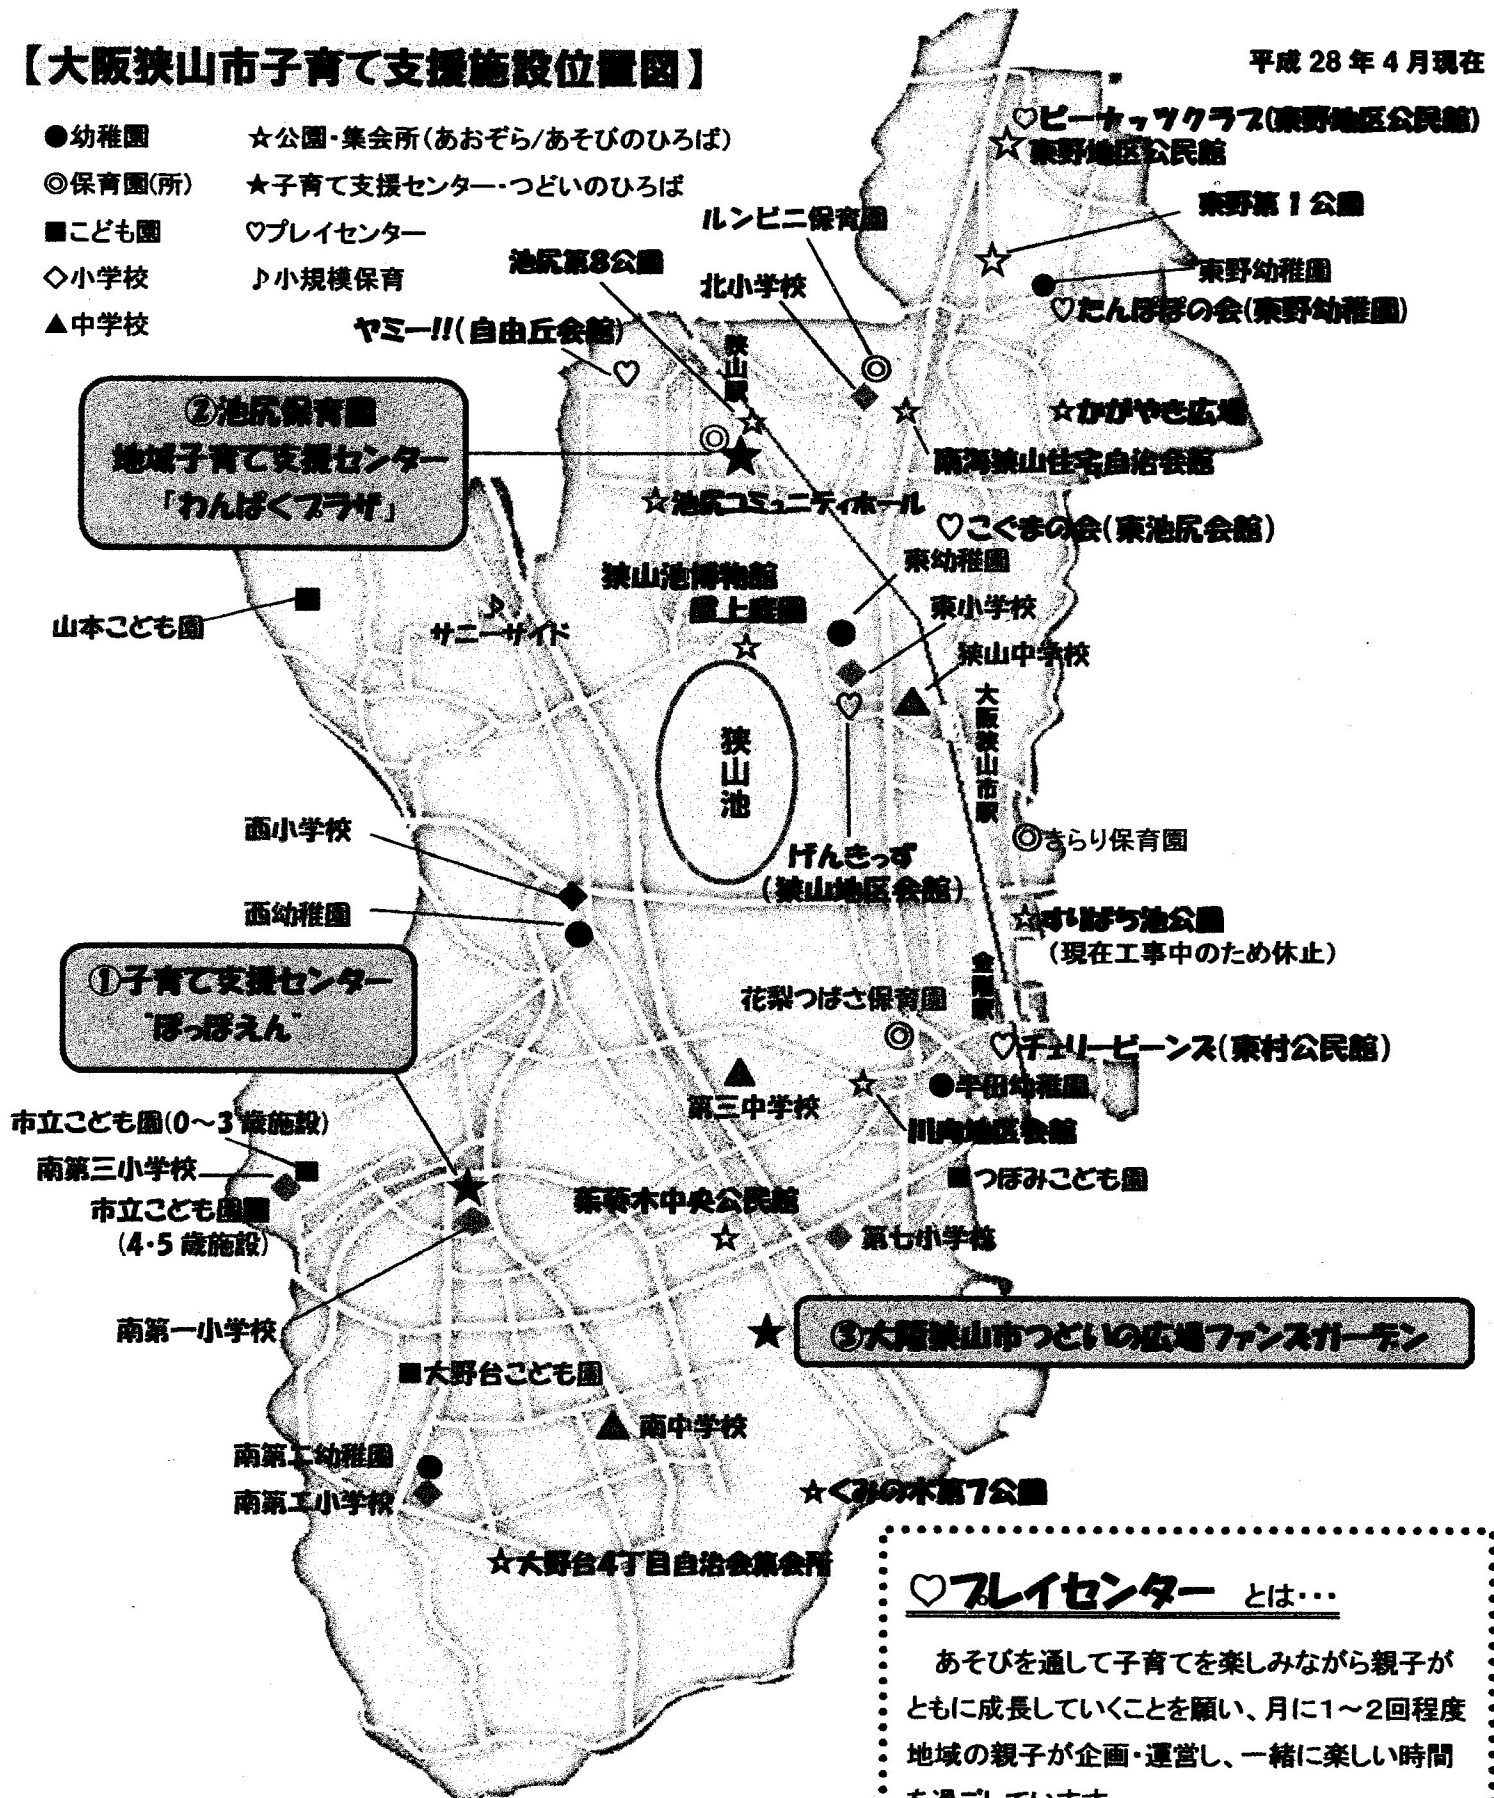 【大阪狭山市子育て支援施設位置図】
平成28年4月現在
●幼稚園
☆公園・集会所(あおぞら/あそびのひろば)
◎保育園(所)
★子育て支援センター・つどいのひろば
■こども園
♡プレイセンター
◇小学校
♪小規模保育
▲中学校
♡ピーナッツクラブ(東野地区公民館)
☆東野地区公民館
東野第1公園
ルンビニ保育園
池尻第8公園
東野幼稚園
北小学校
♡たんぽぽの会(東野幼稚園)
ヤミー!!(自由丘会館)
狭山駅
②池尻保育園
地域子育て支援センター
「わんぱくプラザ」
☆かがやき広場
南海狭山住宅自治会館
☆池尻コミュニティホール
♡こぐまの会(東池尻会館)
東幼稚園
狭山池博物館
屋上庭園
東小学校
山本こども園
♪
サニーサイド
狭山中学校
大阪狭山市駅
狭山池
西小学校
げんきっず
(狭山地区会館)
◎きらり保育園
西幼稚園
☆すりばち池公園
(現在工事中のため休止)
①子育て支援センター
"ぽっぽえん"
金剛駅
花梨つばさ保育園
♡チェリービーンズ(東村公民館)
●半田幼稚園
第三中学校
川向地区会館
市立こども園(0～3歳施設)
南第三小学校
市立こども園■
(4・5歳施設)
■つぼみこども園
茱萸木中央公民館
第七小学校
南第一小学校
★③大阪狭山市つどいの広場ファンズガーデン
■大野台こども園
▲南中学校
南第二幼稚園
南第二小学校
☆くみの木第7公園
☆大野台4丁目自治会集会所
♡プレイセンター とは・・・
あそびを通して子育てを楽しみながら親子が
ともに成長していくことを願い、月に1～2回程度
地域の親子が企画・運営し、一緒に楽しい時間